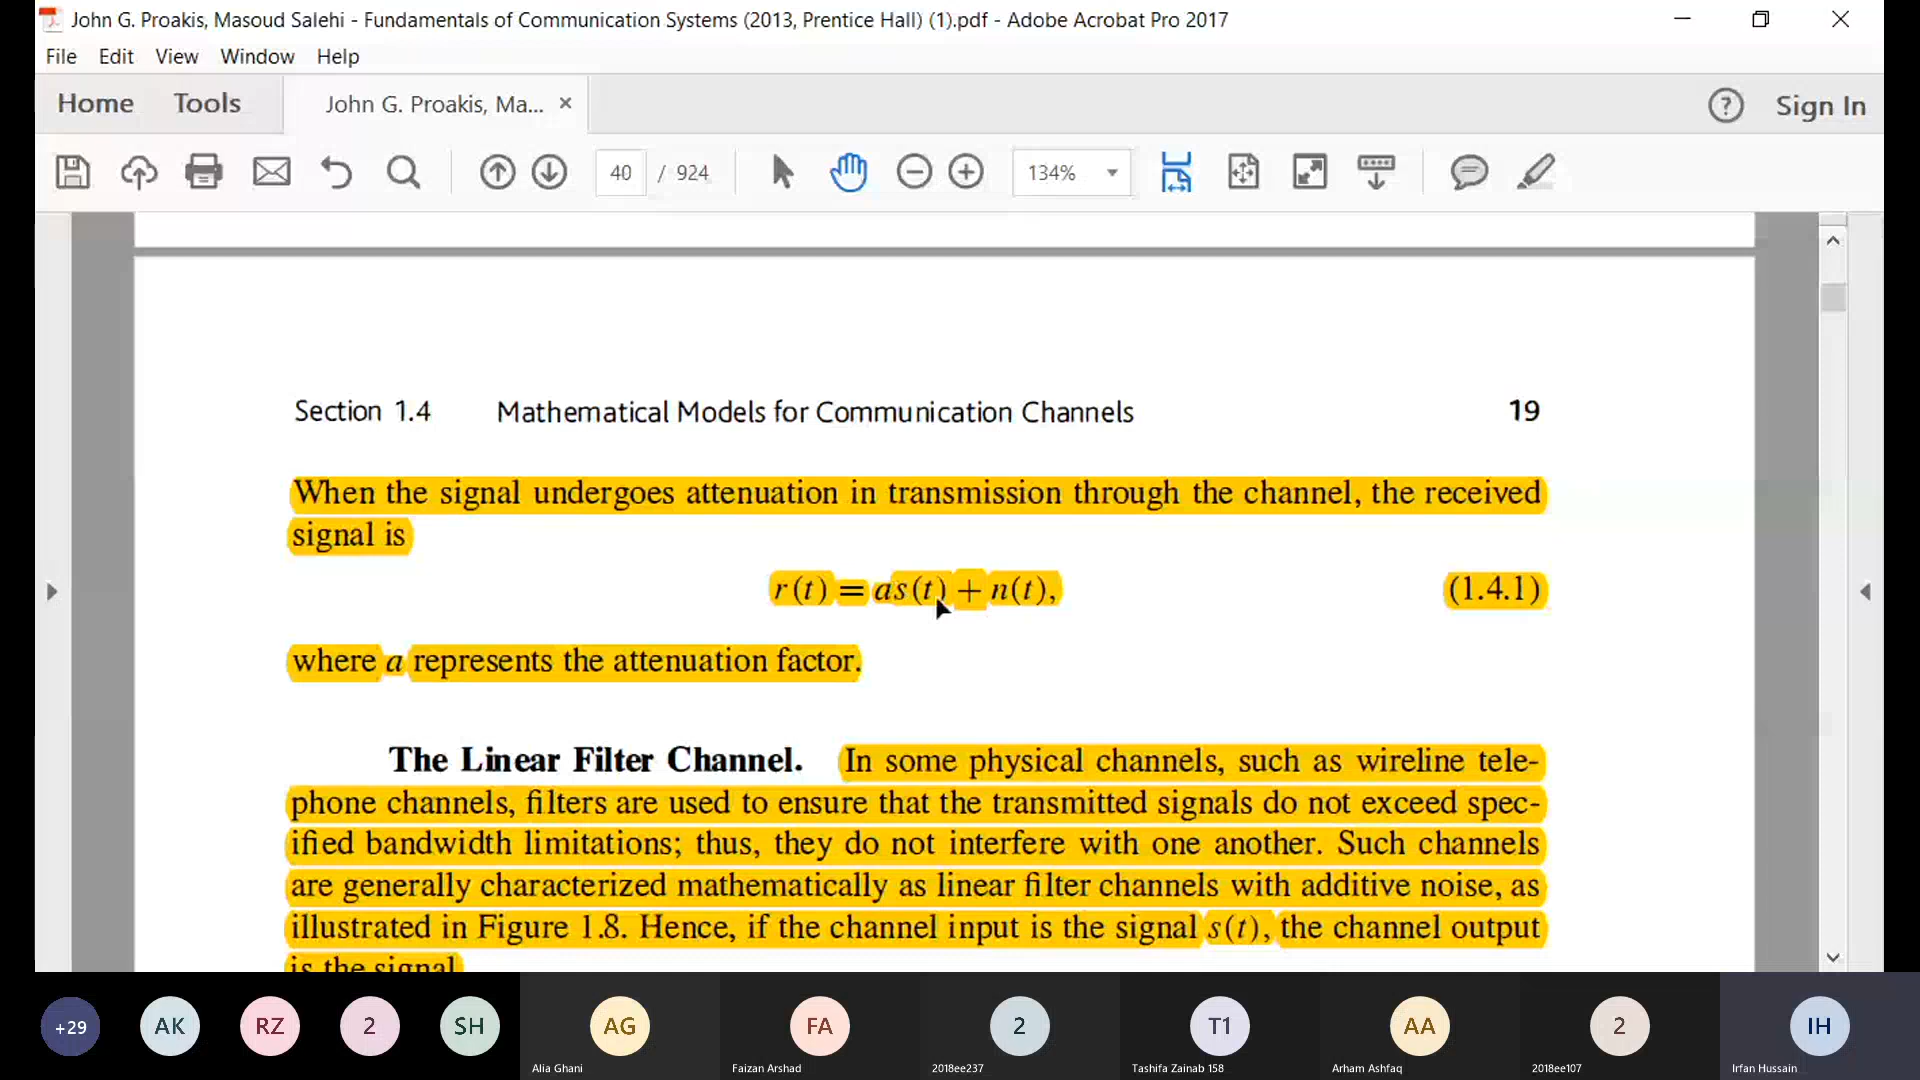 John G. Proakis, Masoud Salehi - Fundamentals of Communication Systems (2013, Prentice Hall) (1).pdf - Adobe Acrobat Pro 2017
File Edit View Window Help
Home Tools John G. Proakis, Ma... × Sign In
40 / 924 134%
Section 1.4 Mathematical Models for Communication Channels 19
When the signal undergoes attenuation in transmission through the channel, the received
signal is
r(t) = as(t) + n(t), (1.4.1)
where a represents the attenuation factor.
The Linear Filter Channel. In some physical channels, such as wireline tele-
phone channels, filters are used to ensure that the transmitted signals do not exceed spec-
ified bandwidth limitations; thus, they do not interfere with one another. Such channels
are generally characterized mathematically as linear filter channels with additive noise, as
illustrated in Figure 1.8. Hence, if the channel input is the signal s(t), the channel output
is the signal
+29 AK RZ 2 SH AG FA 2 T1 AA 2 IH
Alia Ghani Faizan Arshad 2018ee237 Tashifa Zainab 158 Arham Ashfaq 2018ee107 Irfan Hussain